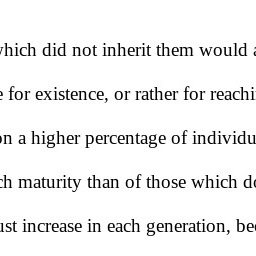 which did not inherit them would a
for existence, or rather for reachi
on a higher percentage of individu
ch maturity than of those which do
ust increase in each generation, be